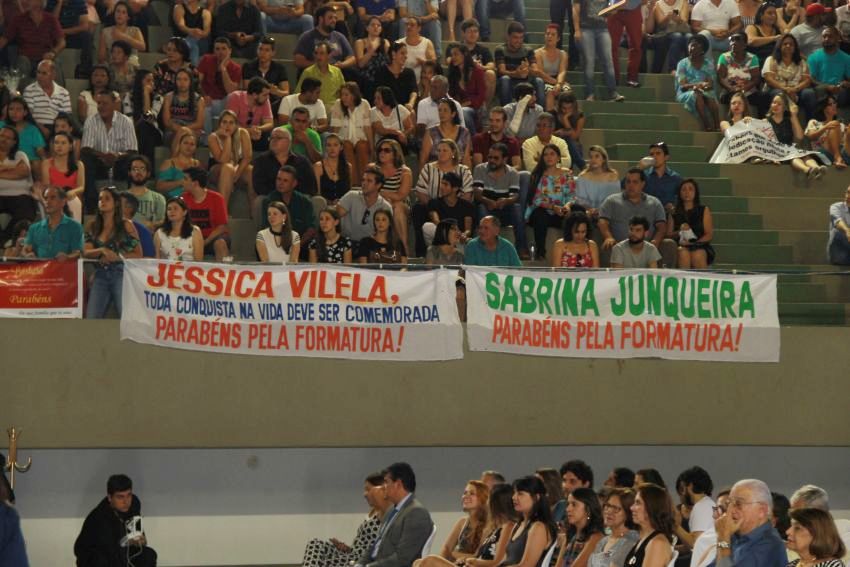 Parabéns
JÉSSICA VILELA,
TODA CONQUISTA NA VIDA DEVE SER COMEMORADA
PARABÉNS PELA FORMATURA!
SABRINA JUNQUEIRA
PARABÉNS PELA FORMATURA!